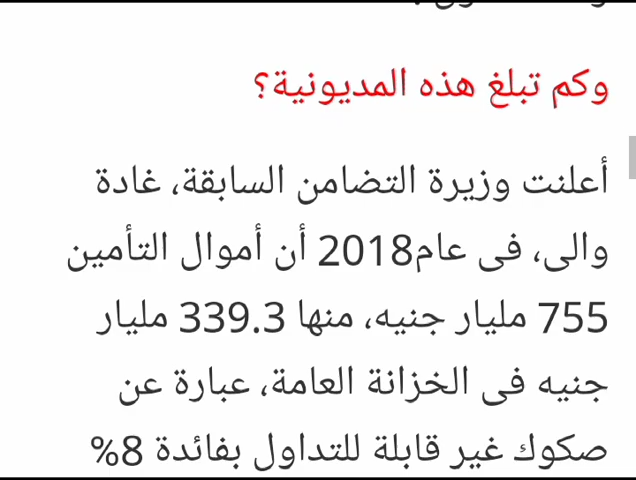 وكم تبلغ هذه المديونية؟
أعلنت وزيرة التضامن السابقة، غادة
والى، فى عام2018 أن أموال التأمين
755 مليار جنيه، منها 339.3 مليار
جنيه فى الخزانة العامة، عبارة عن
صكوك غير قابلة للتداول بفائدة 8%